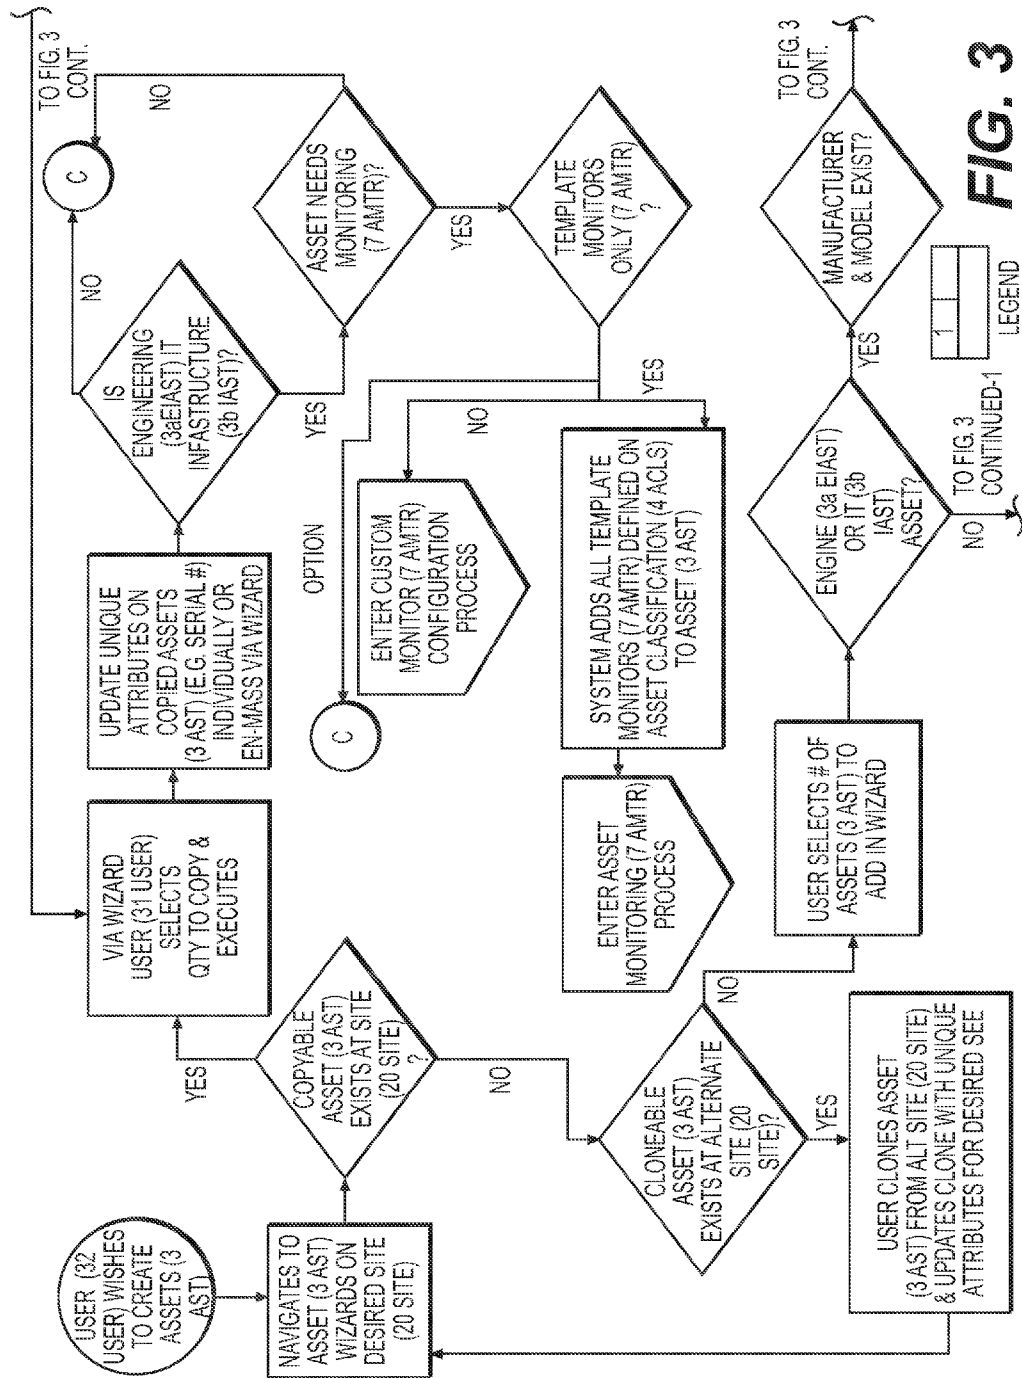 USER (32
USER) WISHES
TO CREATE
ASSETS (3
AST)
NAVIGATES TO
ASSET (3 AST)
WIZARDS ON
DESIRED SITE
(20 SITE)
COPYABLE
ASSET (3 AST)
EXISTS AT SITE
(20 SITE)
?
YES
NO
VIA WIZARD
USER (31 USER)
SELECTS
QTY TO COPY &
EXECUTES
UPDATE UNIQUE
ATTRIBUTES ON
COPIED ASSETS
(3 AST) (E.G. SERIAL #)
INDIVIDUALLY OR
EN-MASS VIA WIZARD
IS
ENGINEERING
(3aEIAST) IT
INFASTRUCTURE
(3b IAST)?
NO
YES
C
TO FIG. 3
CONT.
NO
ASSET NEEDS
MONITORING
(7 AMTR)?
YES
TEMPLATE
MONITORS
ONLY (7 AMTR)
?
OPTION
C
NO
YES
ENTER CUSTOM
MONITOR (7 AMTR)
CONFIGURATION
PROCESS
SYSTEM ADDS ALL TEMPLATE
MONITORS (7 AMTR) DEFINED ON
ASSET CLASSIFICATION (4 ACLS)
TO ASSET (3 AST)
ENTER ASSET
MONITORING (7 AMTR)
PROCESS
CLONEABLE
ASSET (3 AST)
EXISTS AT ALTERNATE
SITE (20
SITE)?
NO
YES
USER CLONES ASSET
(3 AST) FROM ALT SITE (20 SITE)
& UPDATES CLONE WITH UNIQUE
ATTRIBUTES FOR DESIRED SEE
USER SELECTS # OF
ASSETS (3 AST) TO
ADD IN WIZARD
ENGINE (3a EIAST)
OR IT (3b
IAST)
ASSET?
YES
NO
TO FIG. 3
CONTINUED-1
MANUFACTURER
& MODEL EXIST?
TO FIG. 3
CONT.
1
LEGEND
FIG. 3